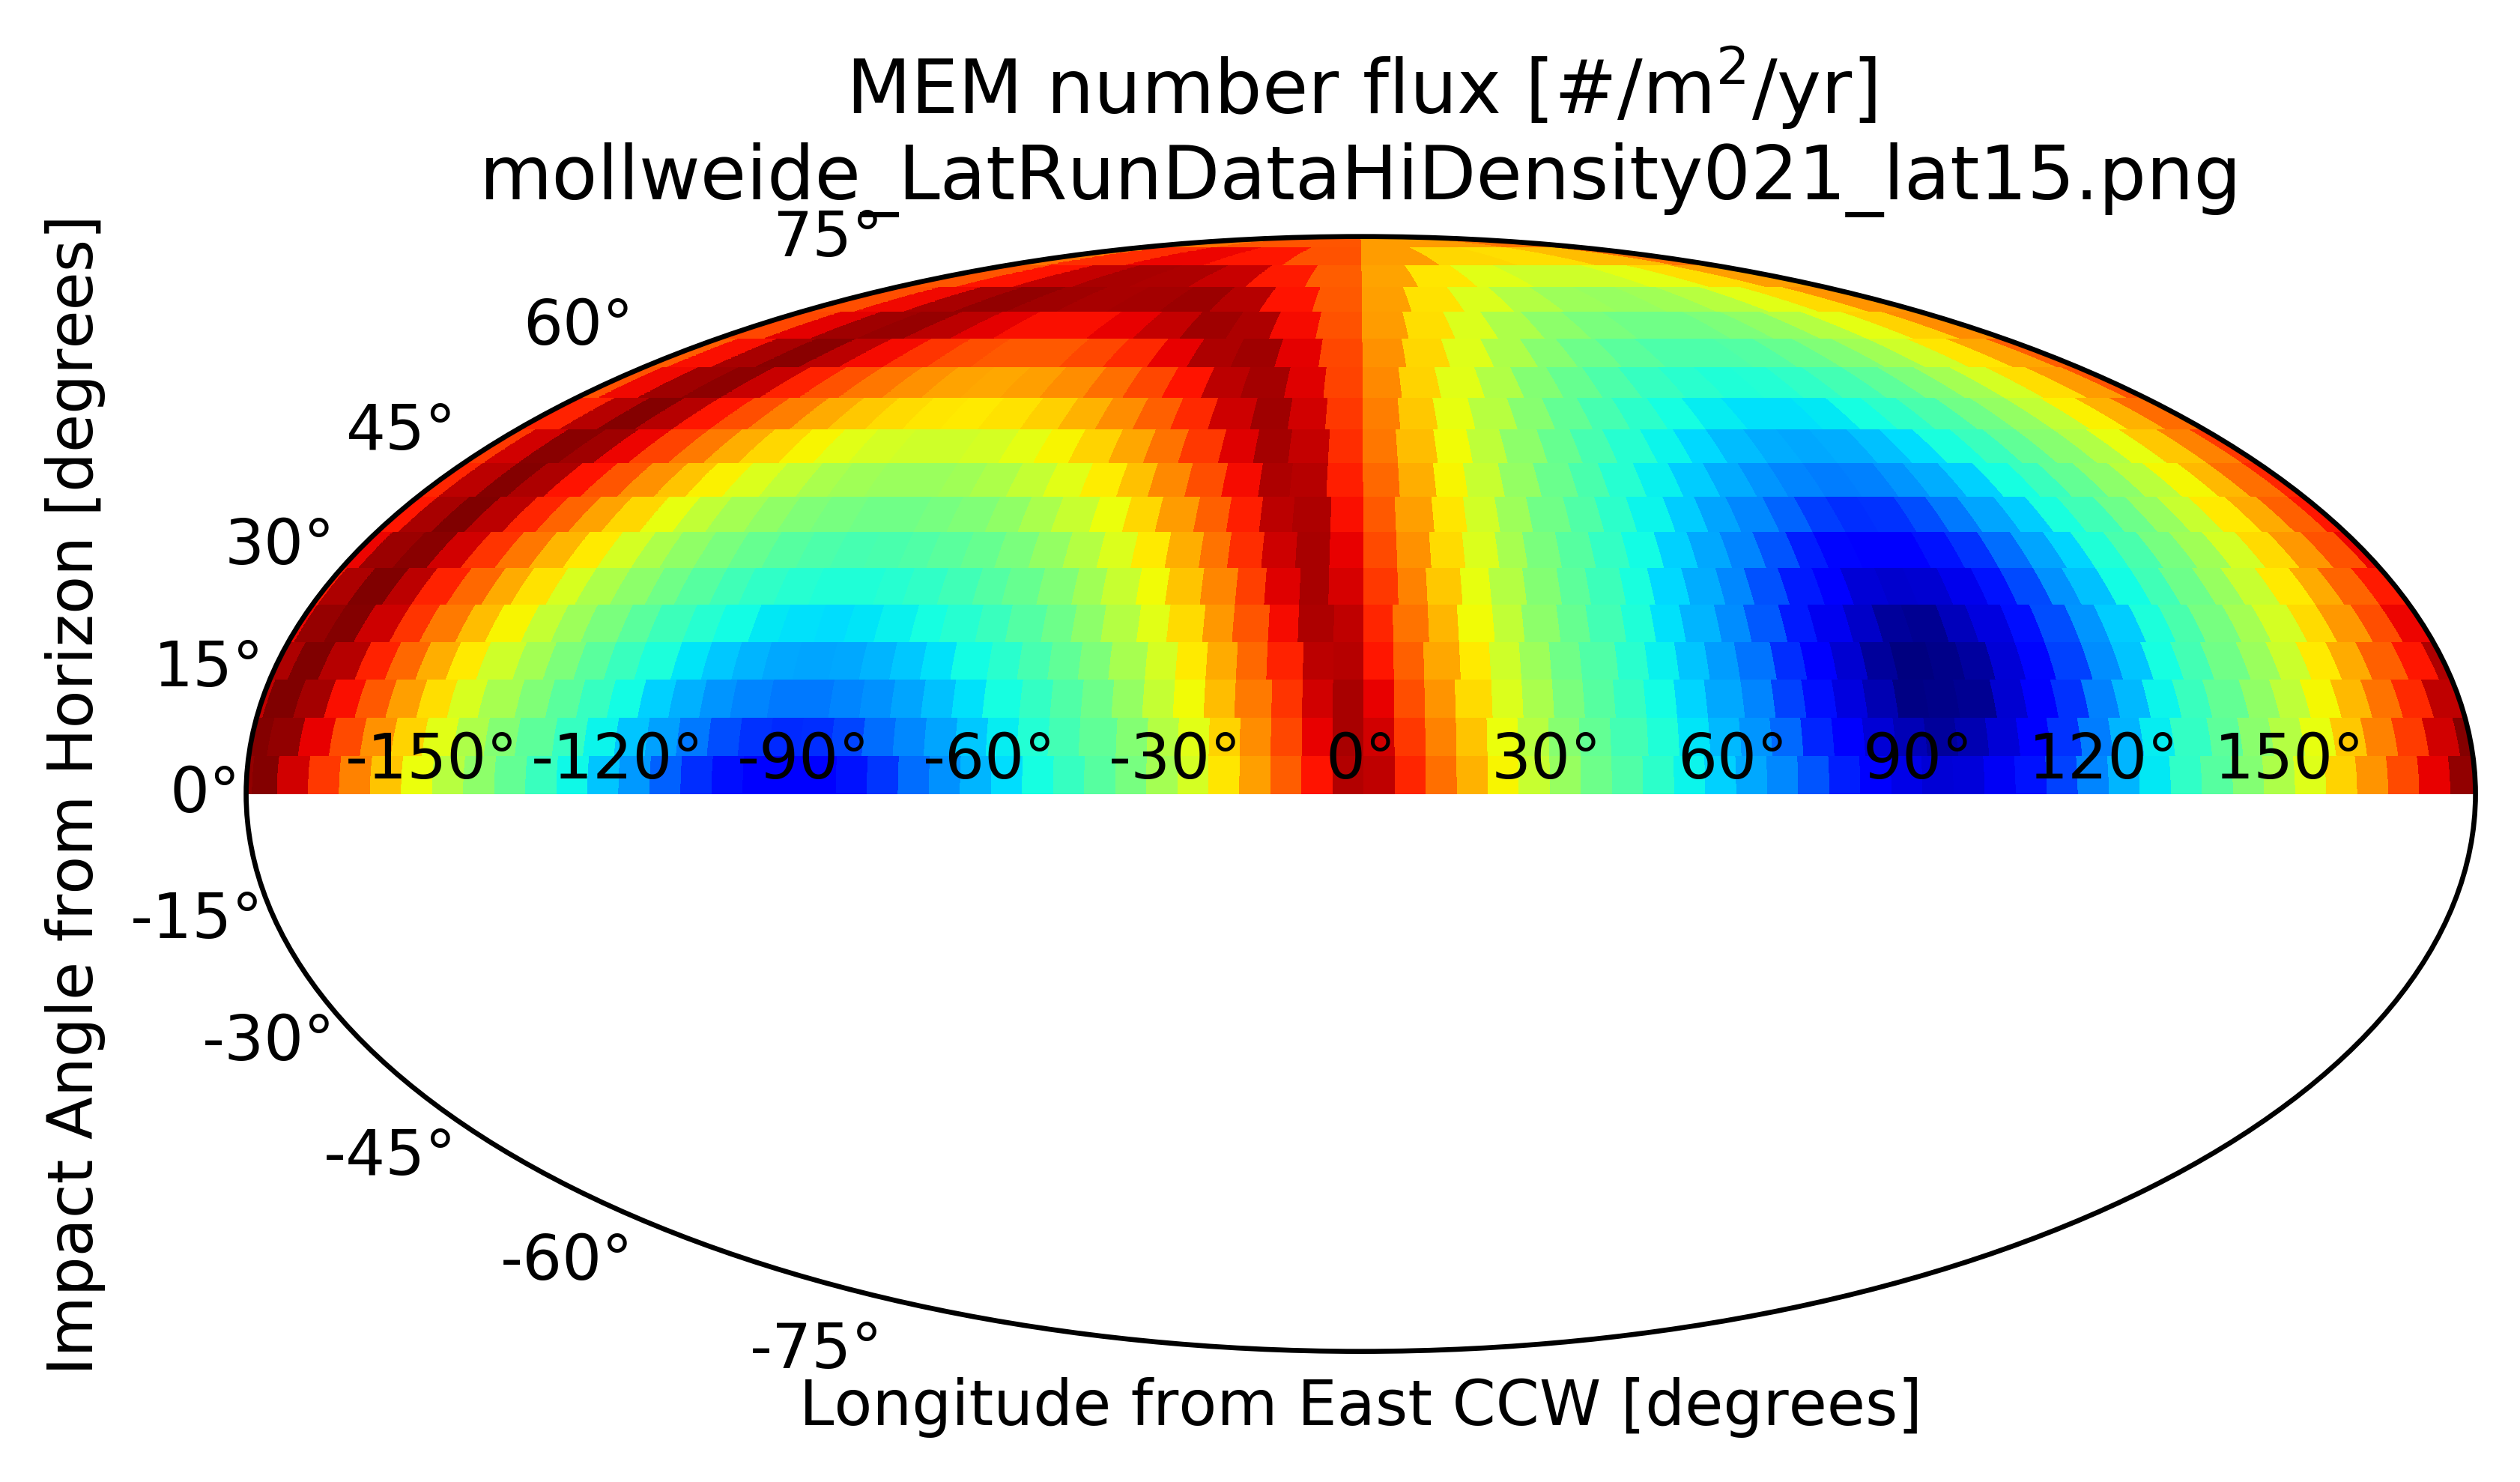 MEM number flux [#/m²/yr]
mollweide_LatRunDataHiDensity021_lat15.png
Impact Angle from Horizon [degrees]
75°
60°
45°
30°
15°
0°
-15°
-30°
-45°
-60°
-75°
-150° -120° -90° -60° -30° 0° 30° 60° 90° 120° 150°
Longitude from East CCW [degrees]